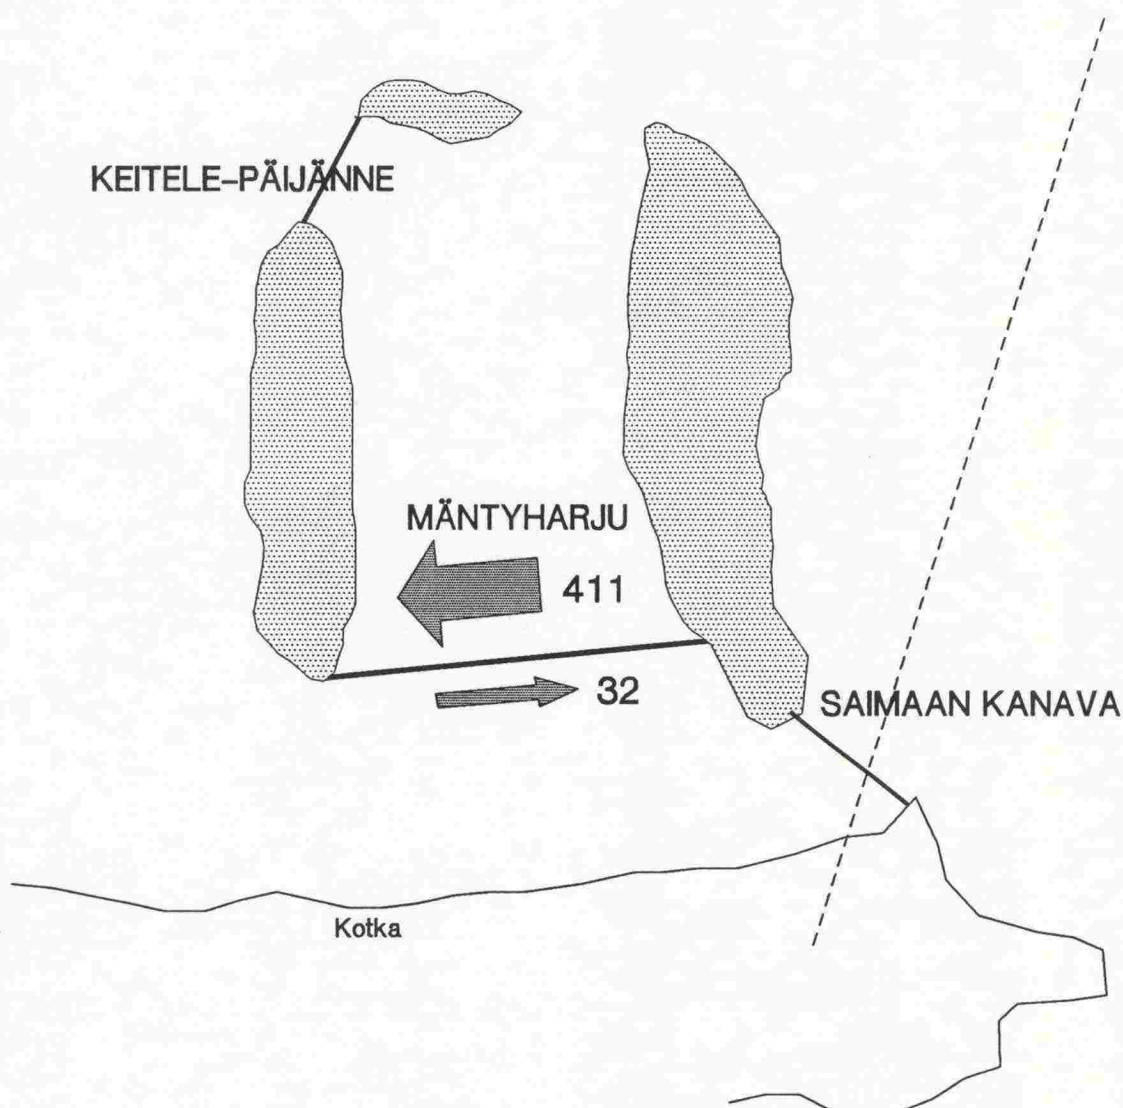 KEITELE-PÄIJÄNNE
MÄNTYHARJU
411
32
SAIMAAN KANAVA
Kotka